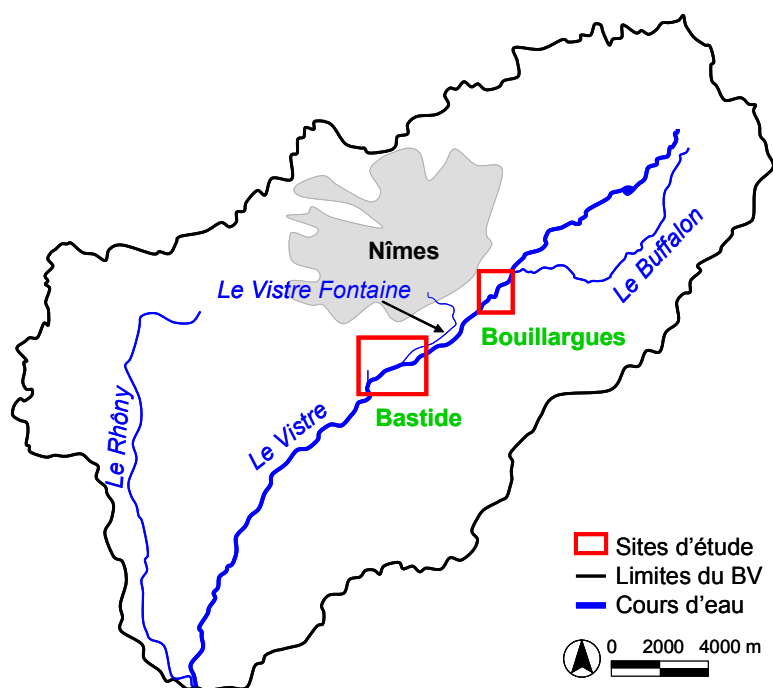 Nîmes
Le Vistre Fontaine
Le Buffalon
Bouillargues
Bastide
Le Vistre
Le Rhôny
Sites d'étude
Limites du BV
Cours d'eau
0 2000 4000 m